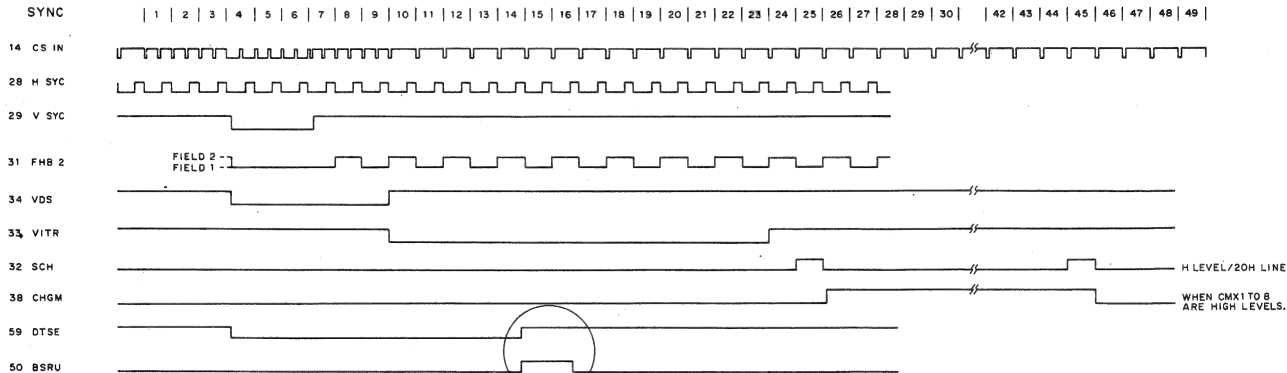 SYNC | 1 | 2 | 3 | 4 | 5 | 6 | 7 | 8 | 9 | 10 | 11 | 12 | 13 | 14 | 15 | 16 | 17 | 18 | 19 | 20 | 21 | 22 | 23 | 24 | 25 | 26 | 27 | 28 | 29 | 30 | | 42 | 43 | 44 | 45 | 46 | 47 | 48 | 49 |
14 CS IN
28 H SYC
29 V SYC
31 FHB 2
FIELD 2
FIELD 1
34 VDS
33 VITR
32 SCH
H LEVEL/20H LINE
38 CHGM
WHEN CMX1 TO 8
ARE HIGH LEVELS.
59 DTSE
50 BSRU